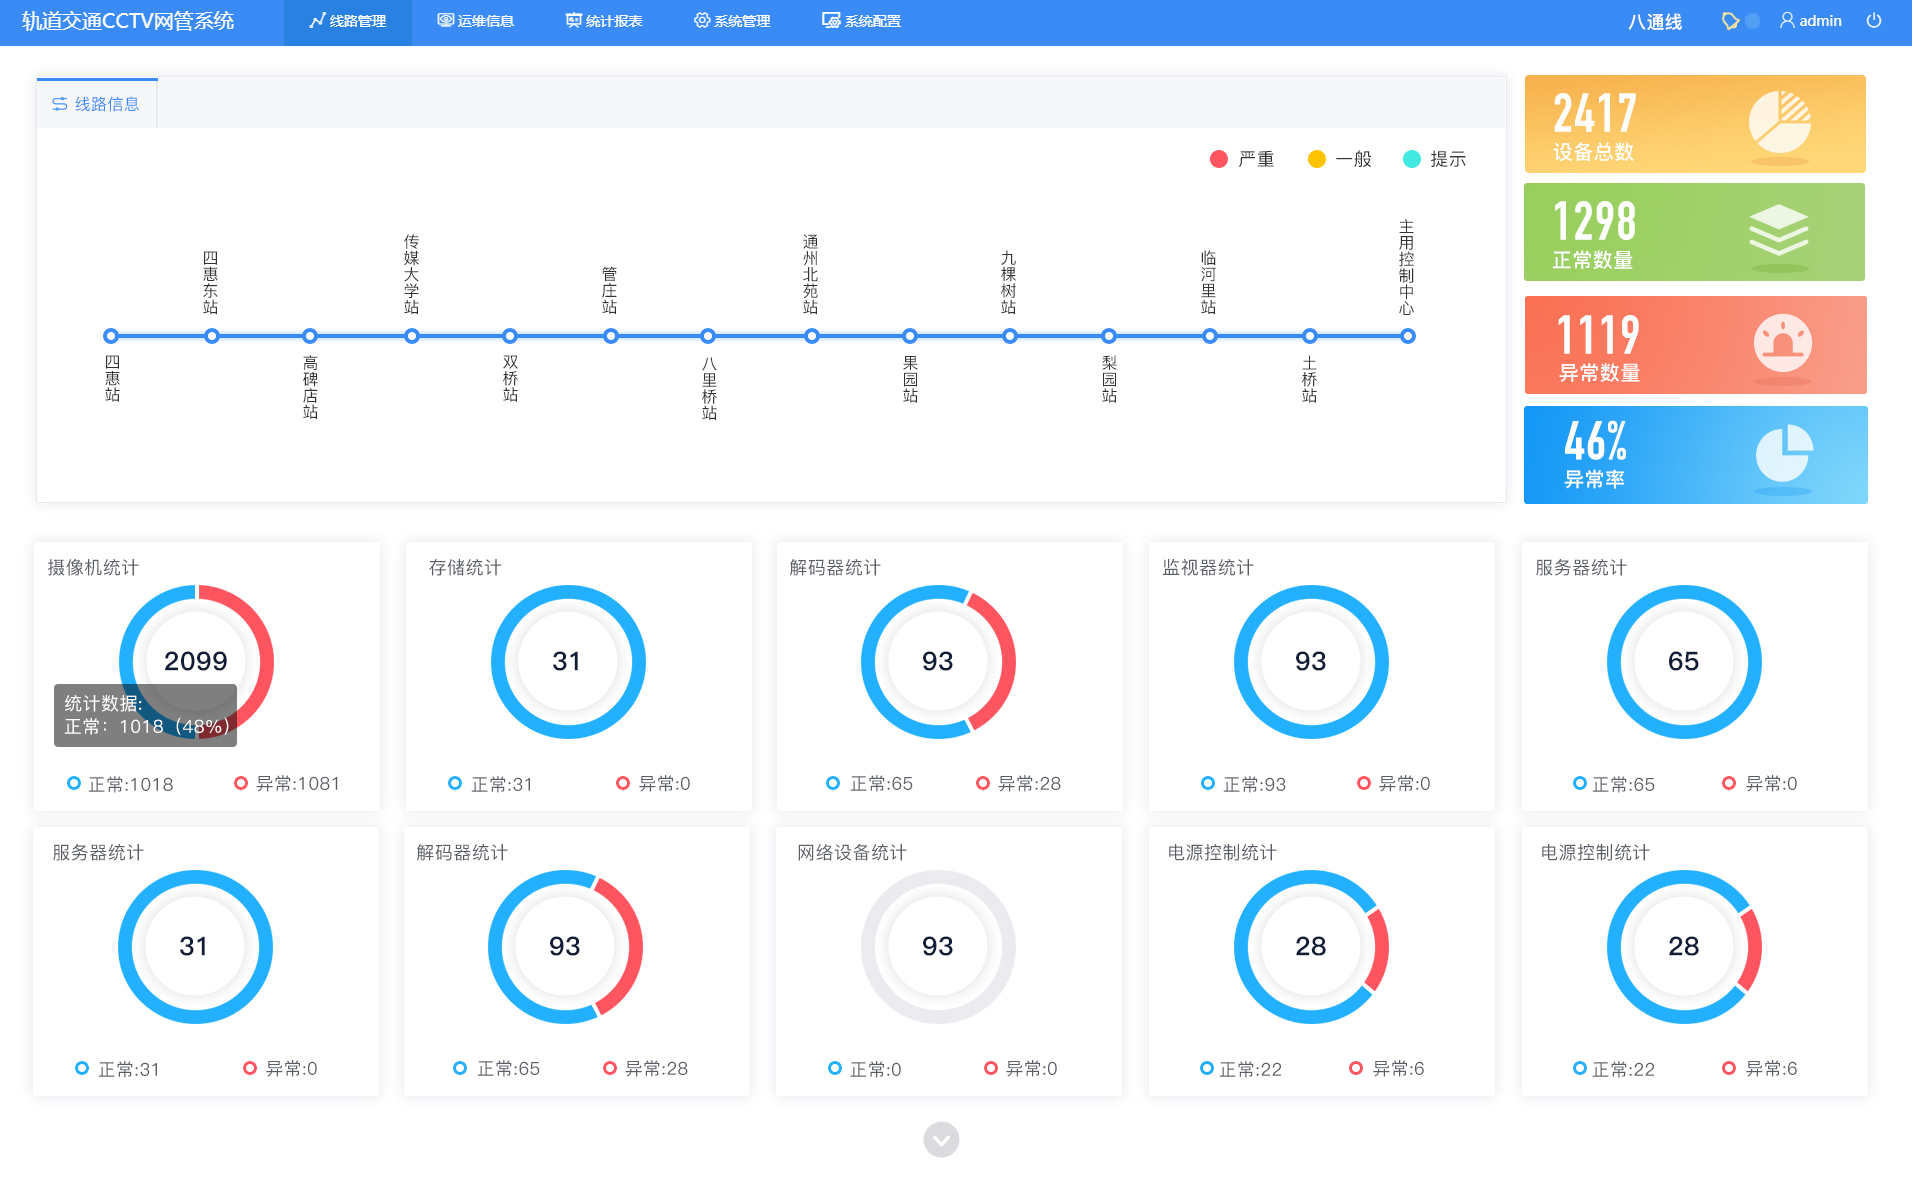 轨道交通CCTV网管系统
线路管理
运维信息
统计报表
系统管理
系统配置
八通线
admin
线路信息
严重
一般
提示
四惠站
四惠东站
高碑店站
传媒大学站
双桥站
管庄站
八里桥站
通州北苑站
果园站
九棵树站
梨园站
临河里站
土桥站
主用控制中心
2417
设备总数
1298
正常数量
1119
异常数量
46%
异常率
摄像机统计
2099
统计数据:
正常：1018（48%）
正常:1018
异常:1081
存储统计
31
正常:31
异常:0
解码器统计
93
正常:65
异常:28
监视器统计
93
正常:93
异常:0
服务器统计
65
正常:65
异常:0
服务器统计
31
正常:31
异常:0
解码器统计
93
正常:65
异常:28
网络设备统计
93
正常:0
异常:0
电源控制统计
28
正常:22
异常:6
电源控制统计
28
正常:22
异常:6